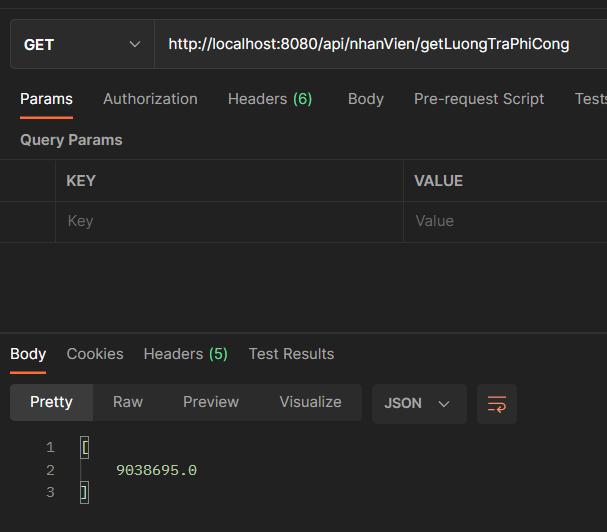 GET http://localhost:8080/api/nhanVien/getLuongTraPhiCong
Params Authorization Headers (6) Body Pre-request Script Tests
Query Params
KEY VALUE
Key Value
Body Cookies Headers (5) Test Results
Pretty Raw Preview Visualize JSON
1 [
2 9038695.0
3 ]